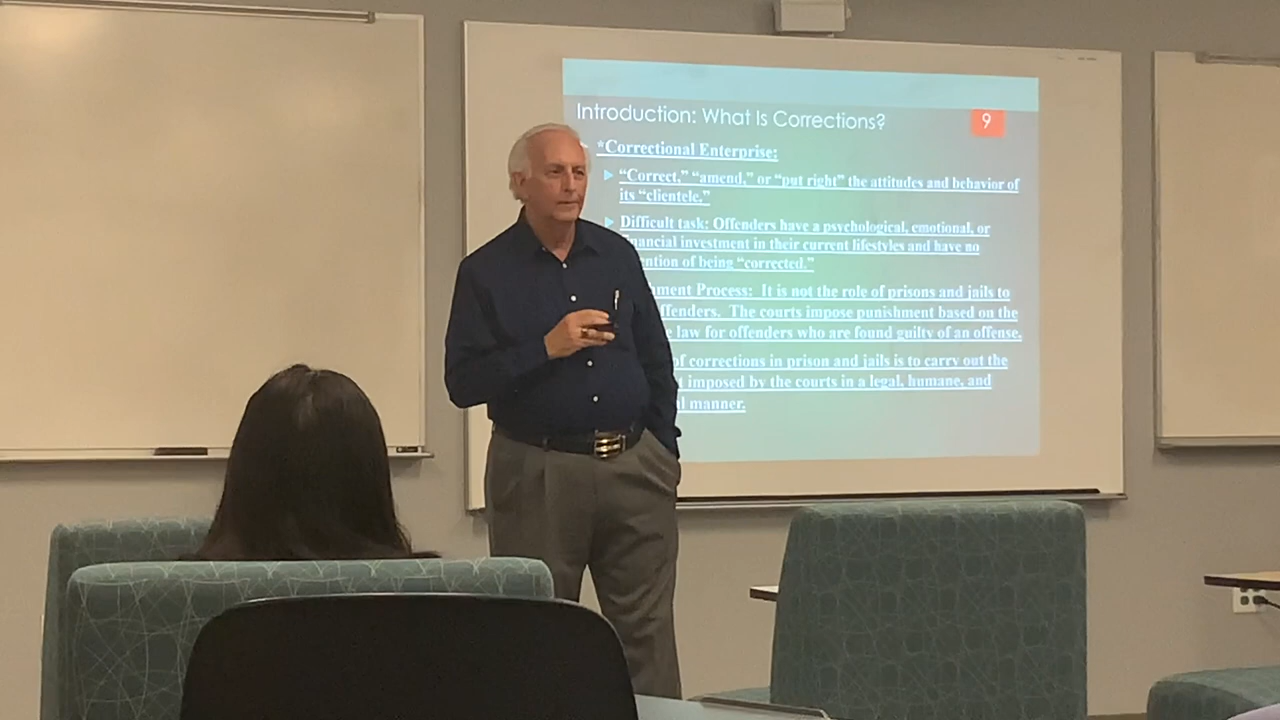 Introduction: What Is Corrections?
9
*Correctional Enterprise:
"Correct," "amend," or "put right" the attitudes and behavior of
its "clientele."
Difficult task: Offenders have a psychological, emotional, or
financial investment in their current lifestyles and have no
ention of being "corrected."
ment Process: It is not the role of prisons and jails to
ffenders. The courts impose punishment based on the
law for offenders who are found guilty of an offense.
of corrections in prison and jails is to carry out the
imposed by the courts in a legal, humane, and
manner.